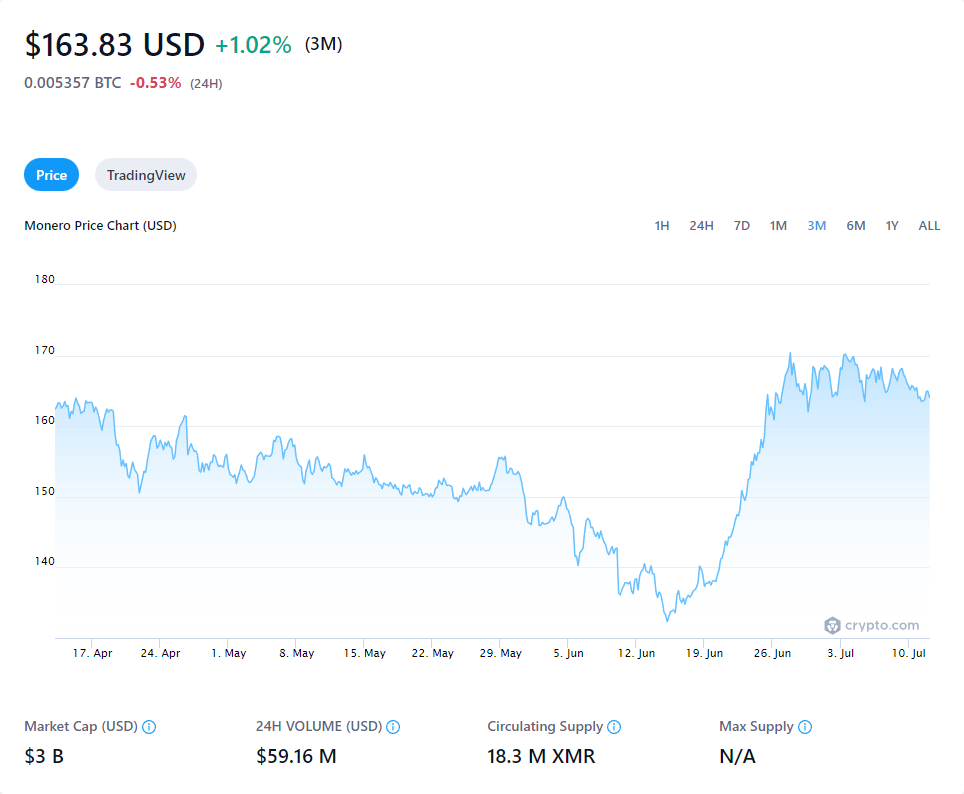 $163.83 USD +1.02% (3M)
0.005357 BTC -0.53% (24H)
Price TradingView
Monero Price Chart (USD) 1H 24H 7D 1M 3M 6M 1Y ALL
180
170
160
150
140
crypto.com
17. Apr 24. Apr 1. May 8. May 15. May 22. May 29. May 5. Jun 12. Jun 19. Jun 26. Jun 3. Jul 10. Jul
Market Cap (USD) 24H VOLUME (USD) Circulating Supply Max Supply
$3 B $59.16 M 18.3 M XMR N/A